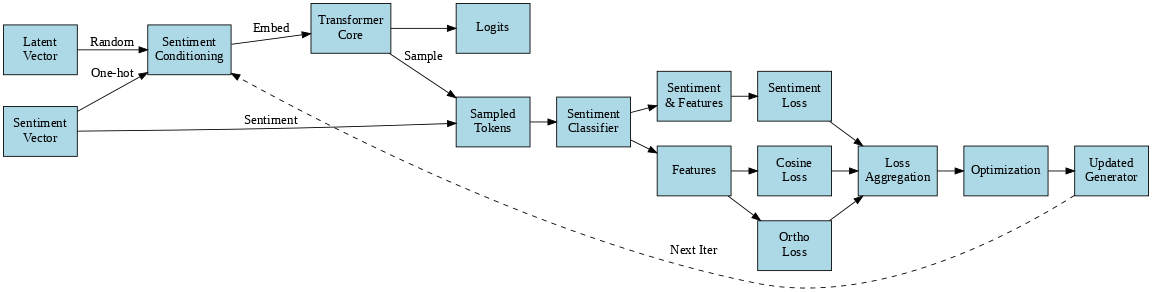 Latent
Vector
Random
One-hot
Sentiment
Vector
Sentiment
Conditioning
Embed
Transformer
Core
Logits
Sample
Sentiment
Sampled
Tokens
Sentiment
Classifier
Sentiment
& Features
Sentiment
Loss
Features
Cosine
Loss
Ortho
Loss
Loss
Aggregation
Optimization
Updated
Generator
Next Iter